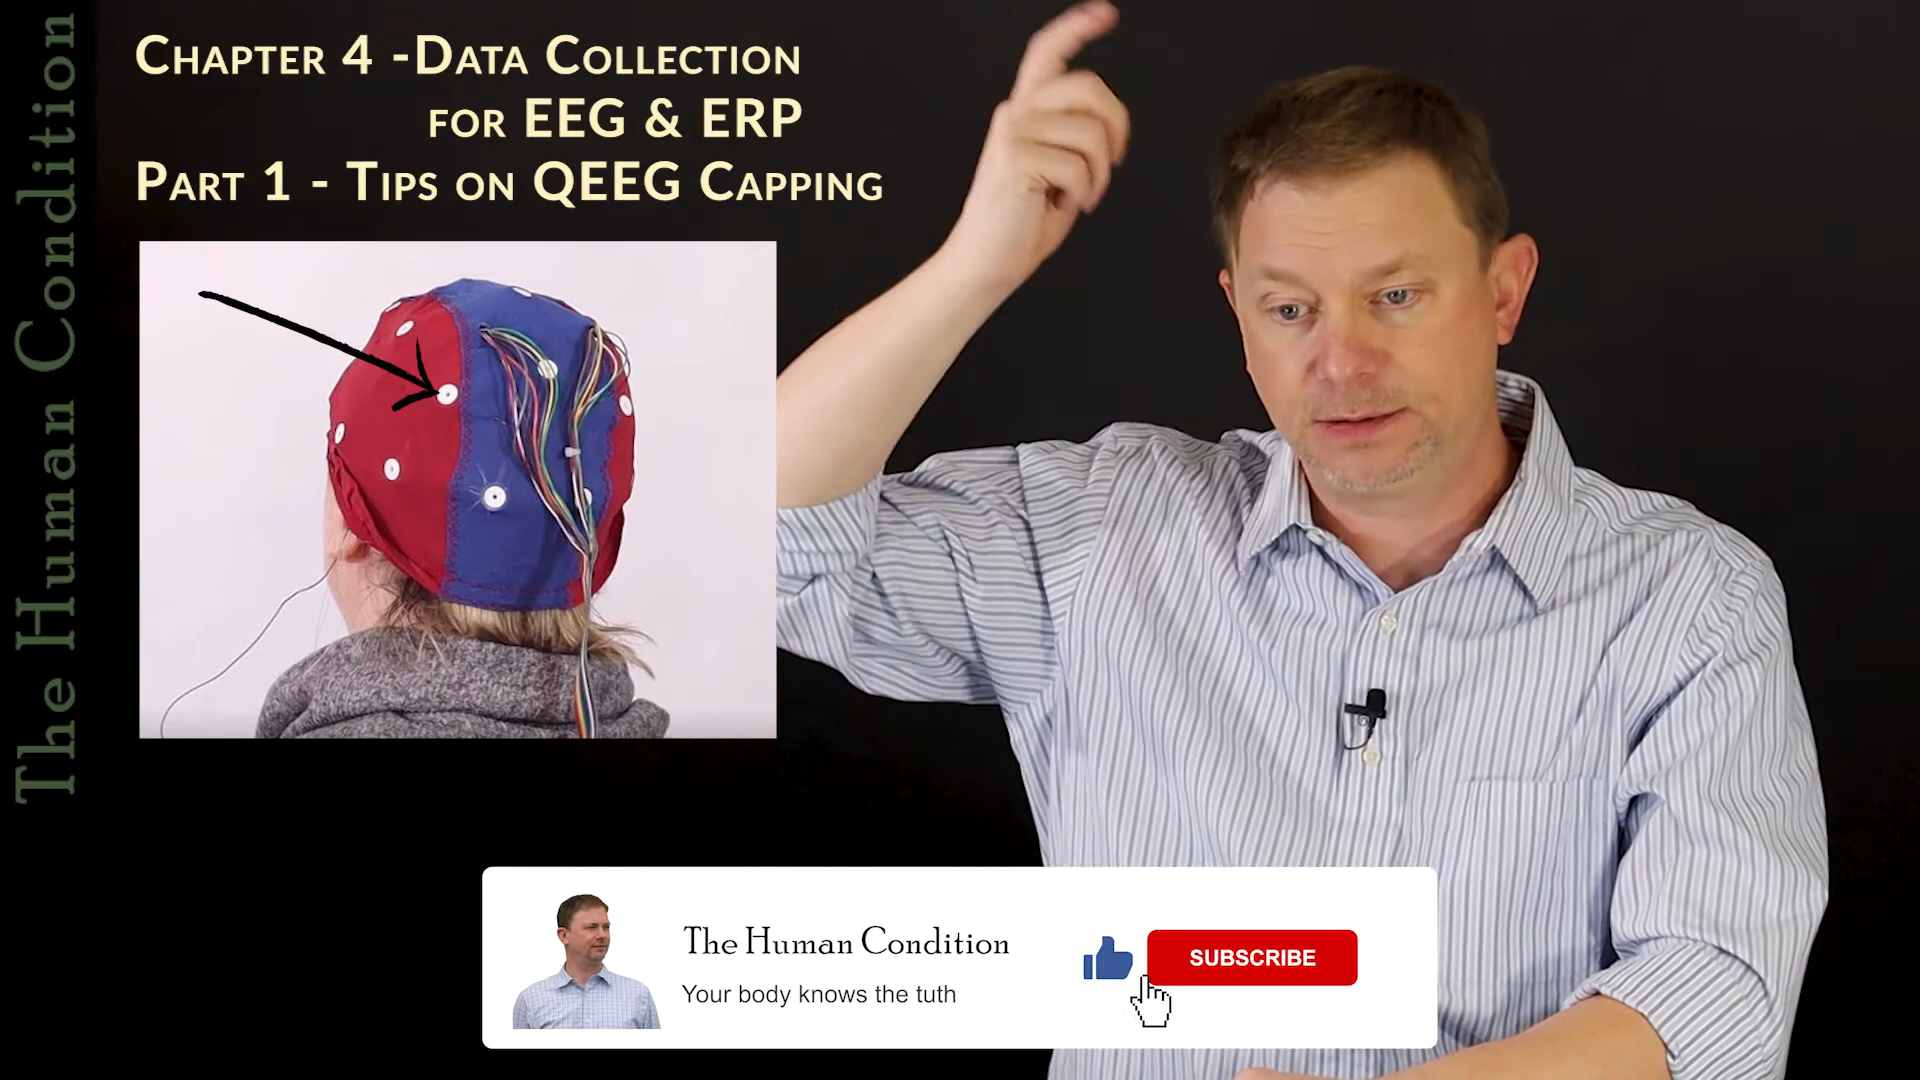 The Human Condition
Chapter 4 -Data Collection
for EEG & ERP
Part 1 - Tips on QEEG Capping
The Human Condition
Your body knows the tuth
SUBSCRIBE